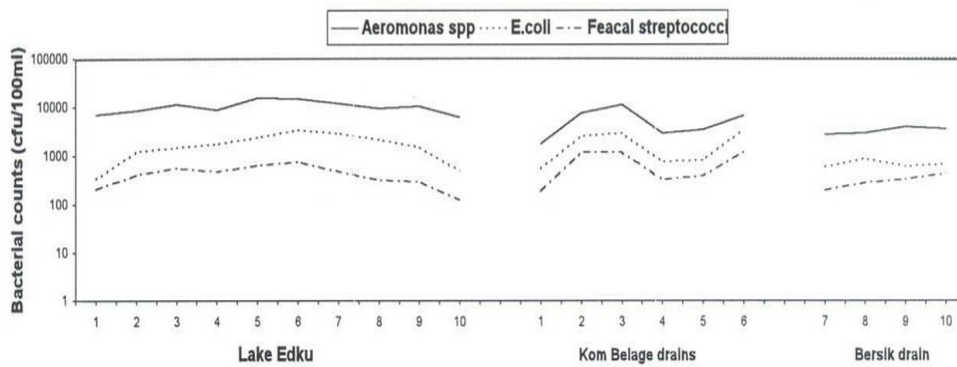 Aeromonas spp E.coli Feacal streptococci
Bacterial counts (cfu/100ml)
100000
10000
1000
100
10
1
1 2 3 4 5 6 7 8 9 10 1 2 3 4 5 6 7 8 9 10
Lake Edku Kom Belage drains Bersik drain